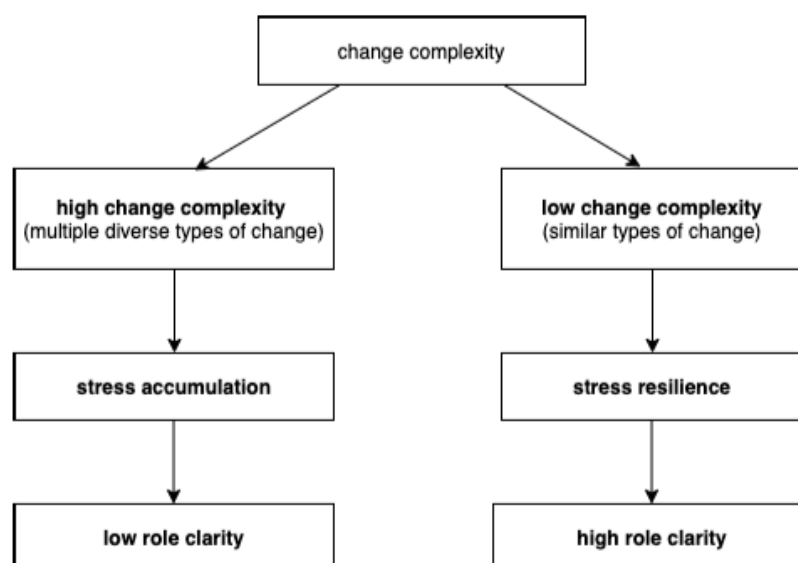 change complexity
high change complexity
(multiple diverse types of change)
low change complexity
(similar types of change)
stress accumulation
stress resilience
low role clarity
high role clarity